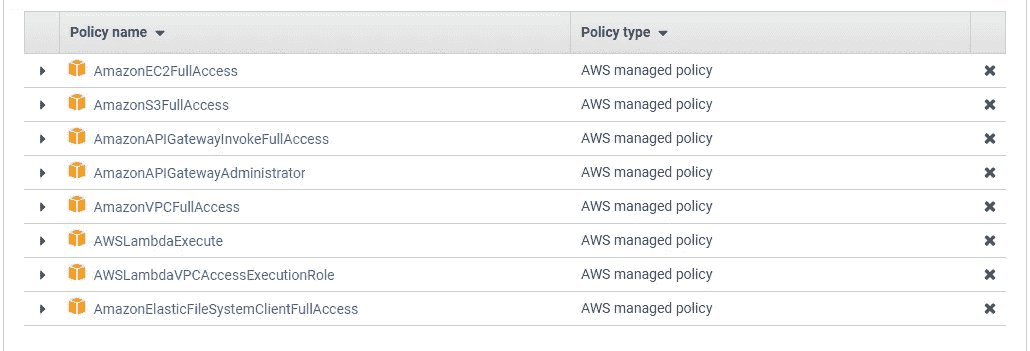 Policy name Policy type
AmazonEC2FullAccess AWS managed policy
AmazonS3FullAccess AWS managed policy
AmazonAPIGatewayInvokeFullAccess AWS managed policy
AmazonAPIGatewayAdministrator AWS managed policy
AmazonVPCFullAccess AWS managed policy
AWSLambdaExecute AWS managed policy
AWSLambdaVPCAccessExecutionRole AWS managed policy
AmazonElasticFileSystemClientFullAccess AWS managed policy